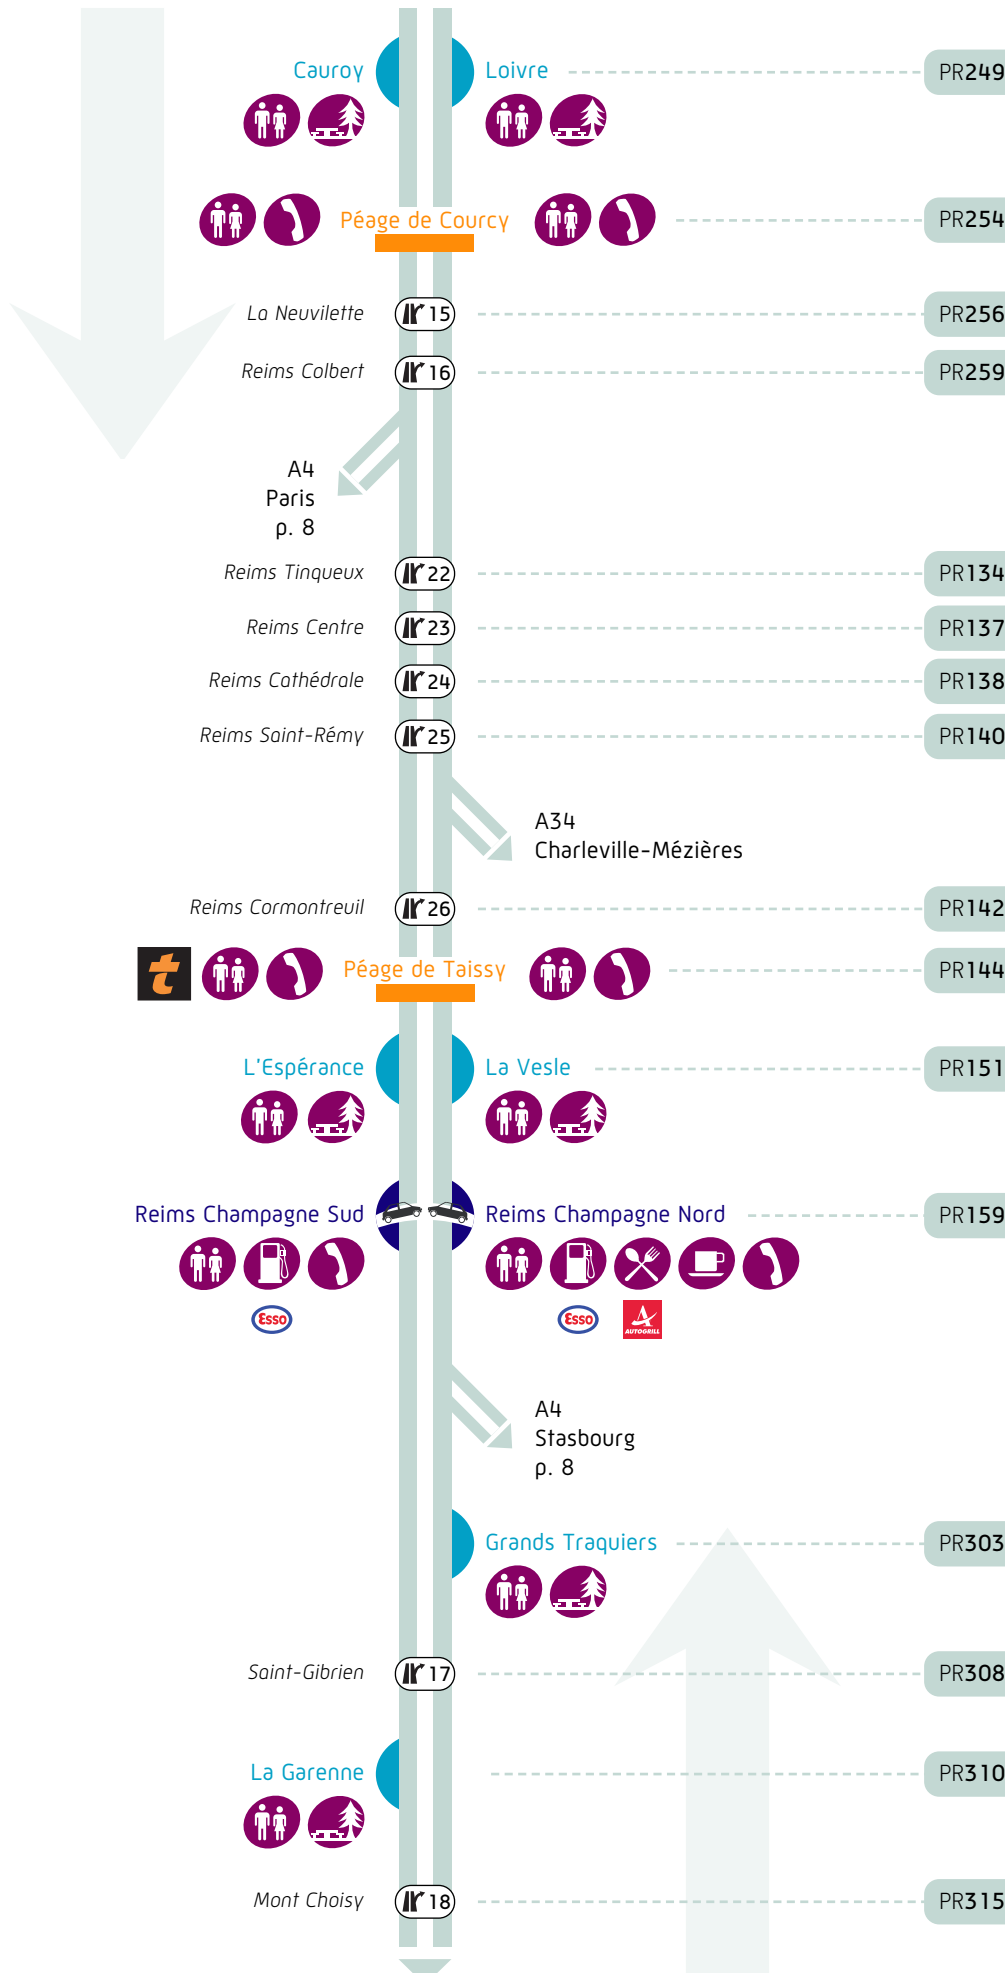 Cauroy Loivre PR249
Péage de Courcy PR254
La Neuvilette 15 PR256
Reims Colbert 16 PR259
A4
Paris
p. 8
Reims Tinqueux 22 PR134
Reims Centre 23 PR137
Reims Cathédrale 24 PR138
Reims Saint-Rémy 25 PR140
A34
Charleville-Mézières
Reims Cormontreuil 26 PR142
t Péage de Taissy PR144
L'Espérance La Vesle PR151
Reims Champagne Sud Reims Champagne Nord PR159
Esso Esso A AUTOGRILL
A4
Stasbourg
p. 8
Grands Traquiers PR303
Saint-Gibrien 17 PR308
La Garenne PR310
Mont Choisy 18 PR315